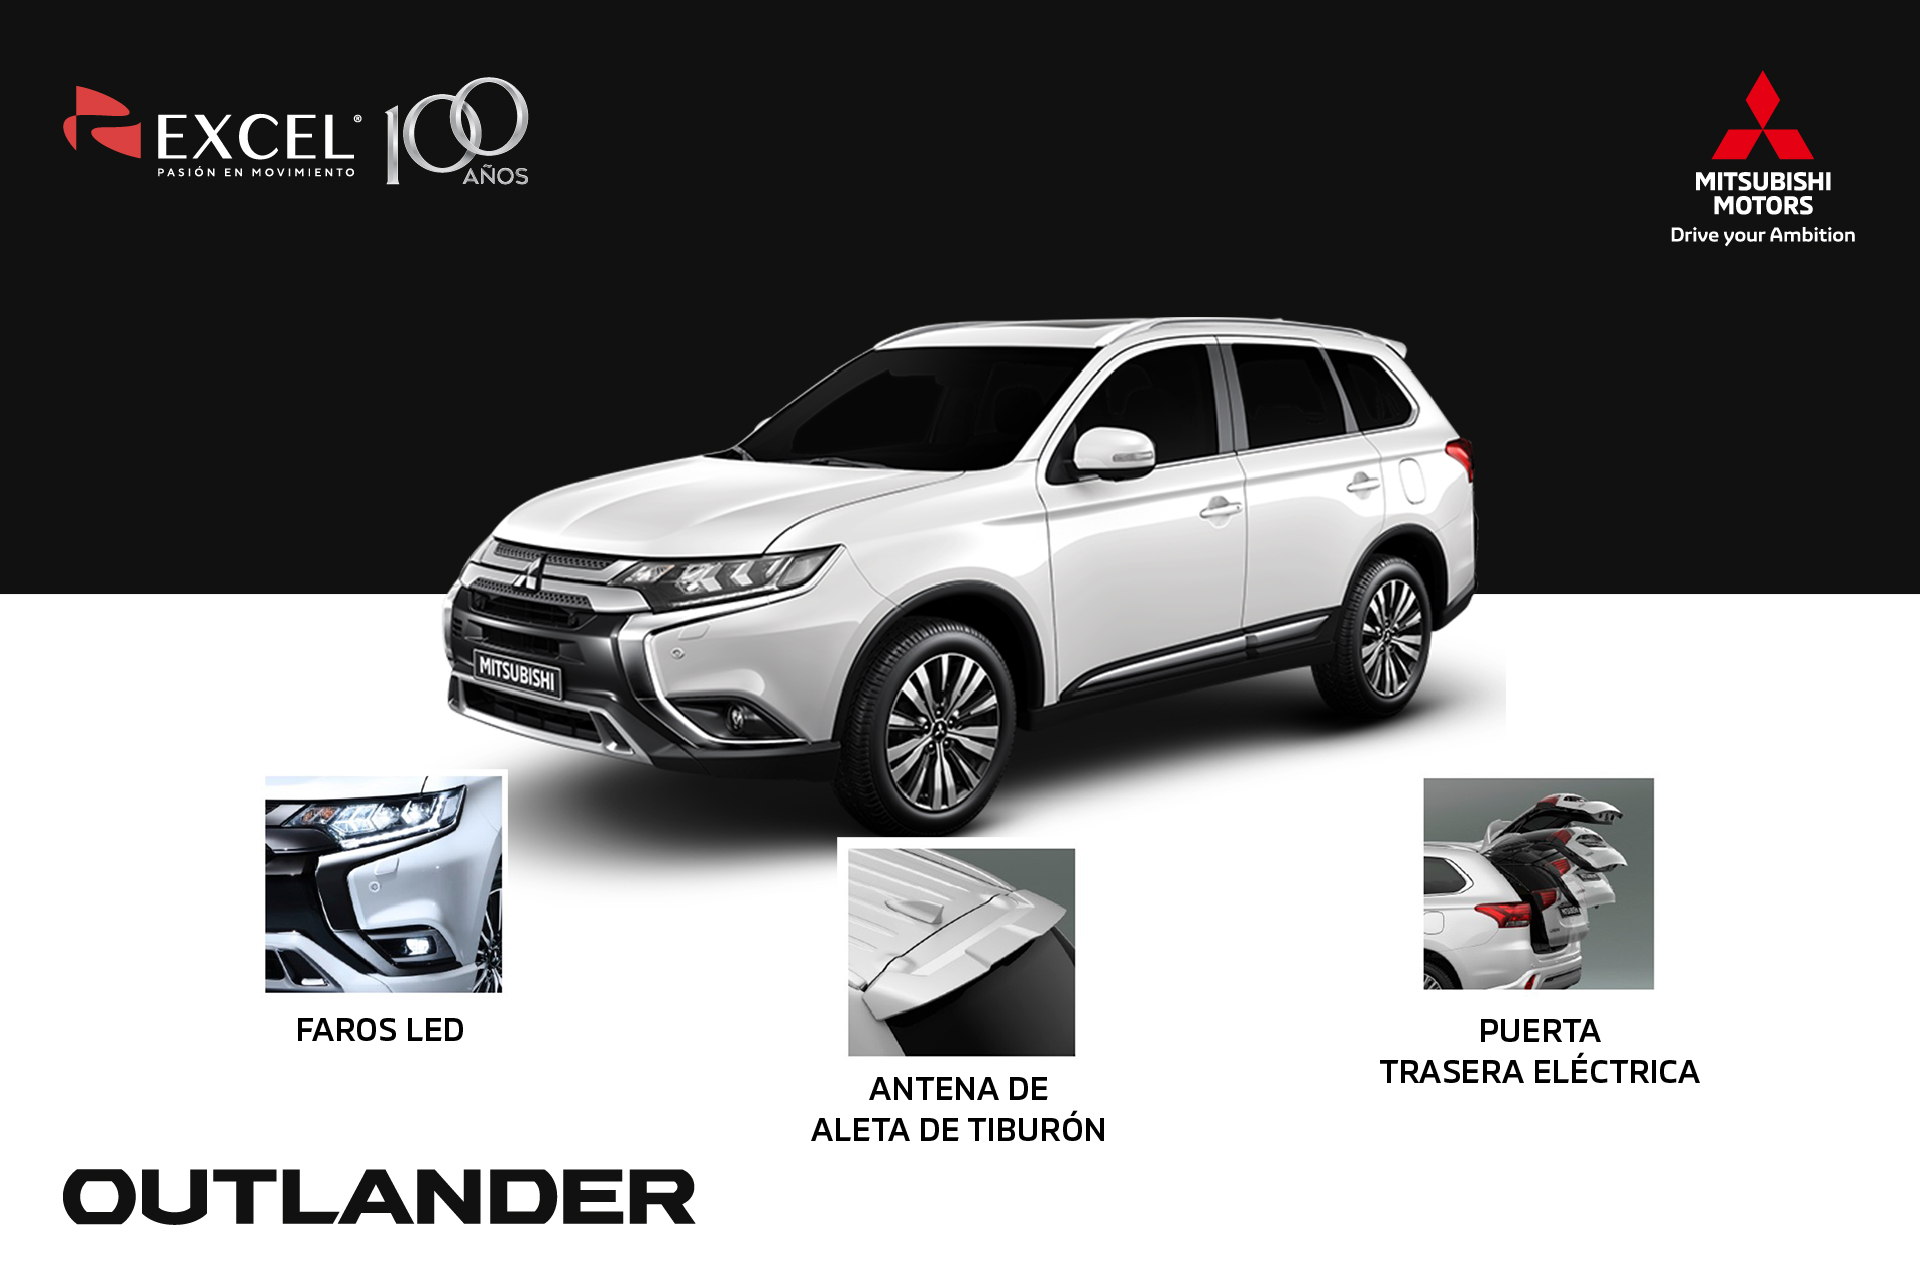 EXCEL®
PASIÓN EN MOVIMIENTO
100
AÑOS
MITSUBISHI
MOTORS
Drive your Ambition
MITSUBISHI
FAROS LED
ANTENA DE
ALETA DE TIBURÓN
PUERTA
TRASERA ELÉCTRICA
OUTLANDER